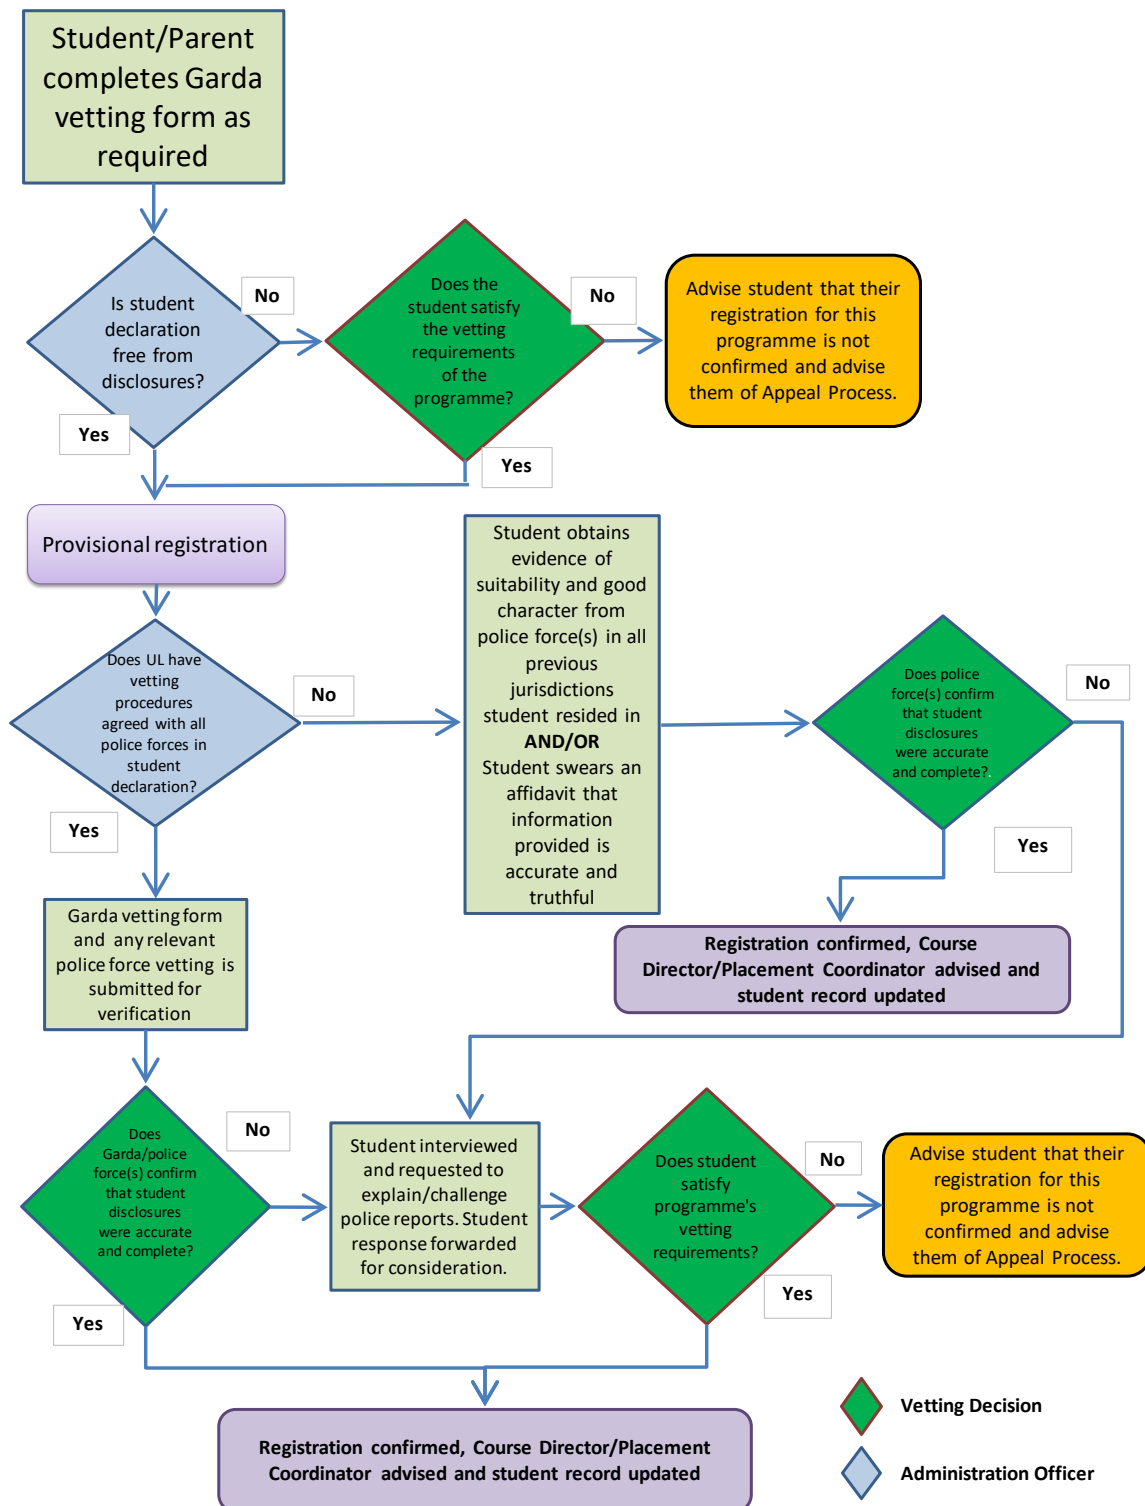 Student/Parent
completes Garda
vetting form as
required
Is student
declaration
free from
disclosures?
No
Yes
Does the
student satisfy
the vetting
requirements
of the
programme?
No
Yes
Advise student that their
registration for this
programme is not
confirmed and advise
them of Appeal Process.
Provisional registration
Does UL have
vetting
procedures
agreed with all
police forces in
student
declaration?
No
Yes
Student obtains
evidence of
suitability and good
character from
police force(s) in all
previous
jurisdictions
student resided in
AND/OR
Student swears an
affidavit that
information
provided is
accurate and
truthful
Does police
force(s) confirm
that student
disclosures
were accurate
and complete?.
No
Yes
Registration confirmed, Course
Director/Placement Coordinator advised and
student record updated
Garda vetting form
and any relevant
police force vetting is
submitted for
verification
Does
Garda/police
force(s) confirm
that student
disclosures
were accurate
and complete?
No
Yes
Student interviewed
and requested to
explain/challenge
police reports. Student
response forwarded
for consideration.
Does student
satisfy
programme's
vetting
requirements?
No
Yes
Advise student that their
registration for this
programme is not
confirmed and advise
them of Appeal Process.
Registration confirmed, Course Director/Placement
Coordinator advised and student record updated
Vetting Decision
Administration Officer